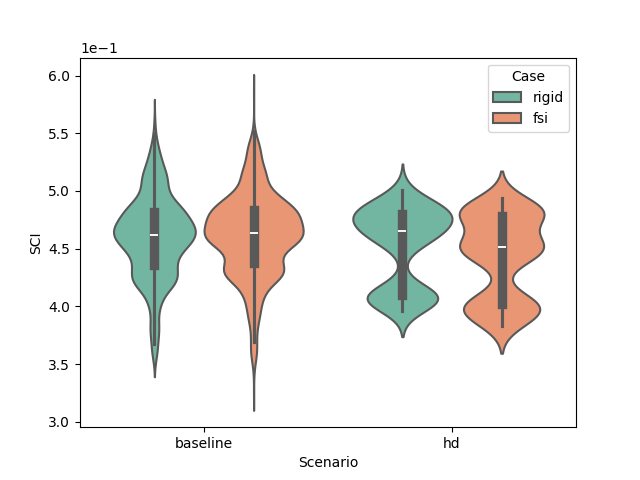 1e−1
6.0
5.5
5.0
4.5
4.0
3.5
3.0
SCI
baseline
hd
Scenario
Case
rigid
fsi